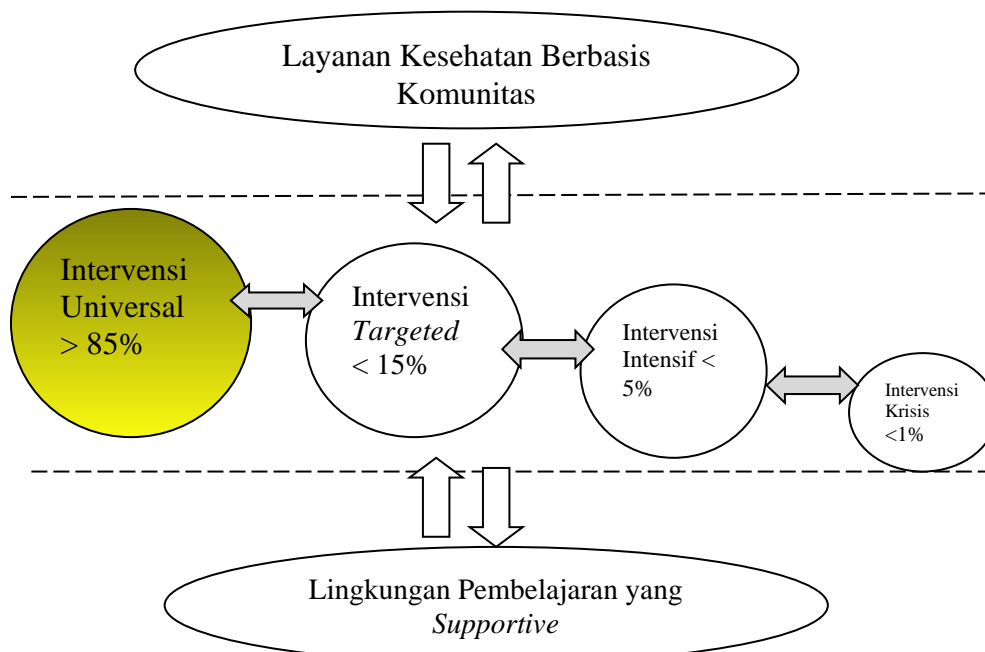 Layanan Kesehatan Berbasis
Komunitas
Intervensi
Universal
> 85%
Intervensi
Targeted
< 15%
Intervensi
Intensif <
5%
Intervensi
Krisis
<1%
Lingkungan Pembelajaran yang
Supportive